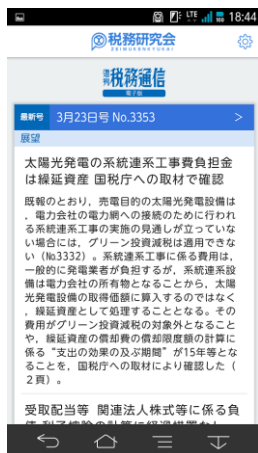 LTE 18:44
税務研究会
ZEIMUKENKYUKAI
週刊税務通信
電子版
最新号 3月23日号 No.3353 >
展望
太陽光発電の系統連系工事費負担金
は繰延資産 国税庁への取材で確認
既報のとおり，売電目的の太陽光発電設備は
，電力会社の電力網への接続のために行われ
る系統連系工事の実施の見通しが立っていな
い場合には，グリーン投資減税は適用できな
い（№3332）。系統連系工事に係る費用は，
一般的に発電業者が負担するが，系統連系設
備は電力会社の所有物となることから，太陽
光発電設備の取得価額に算入するのではなく
，繰延資産として処理することとなる。その
費用がグリーン投資減税の対象外となること
や，繰延資産の償却費の償却限度額の計算に
係る“支出の効果の及ぶ期間”が15年等とな
ることを，国税庁への取材により確認した（
２頁）。
受取配当等 関連法人株式等に係る負